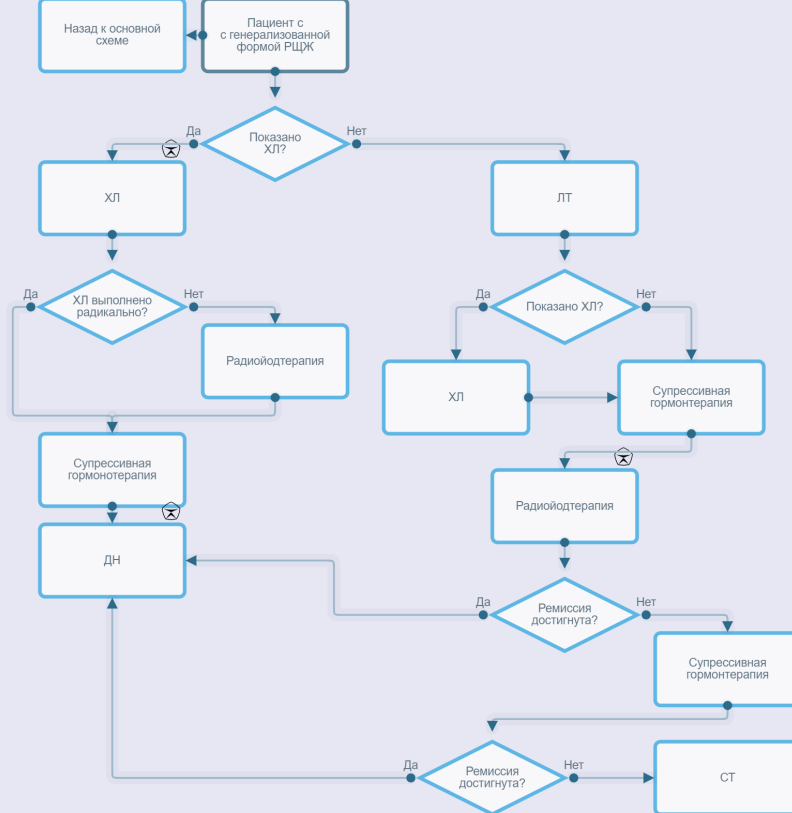 Назад к основной
схеме
Пациент с
с генерализованной
формой РЩЖ
Да
Показано
ХЛ?
Нет
ХЛ
ЛТ
Да
ХЛ выполнено
радикально?
Нет
Да
Показано ХЛ?
Нет
Радиойодтерапия
ХЛ
Супрессивная
гормонтерапия
Супрессивная
гормонотерапия
Радиойодтерапия
ДН
Да
Ремиссия
достигнута?
Нет
Супрессивная
гормонтерапия
Да
Ремиссия
достигнута?
Нет
СТ